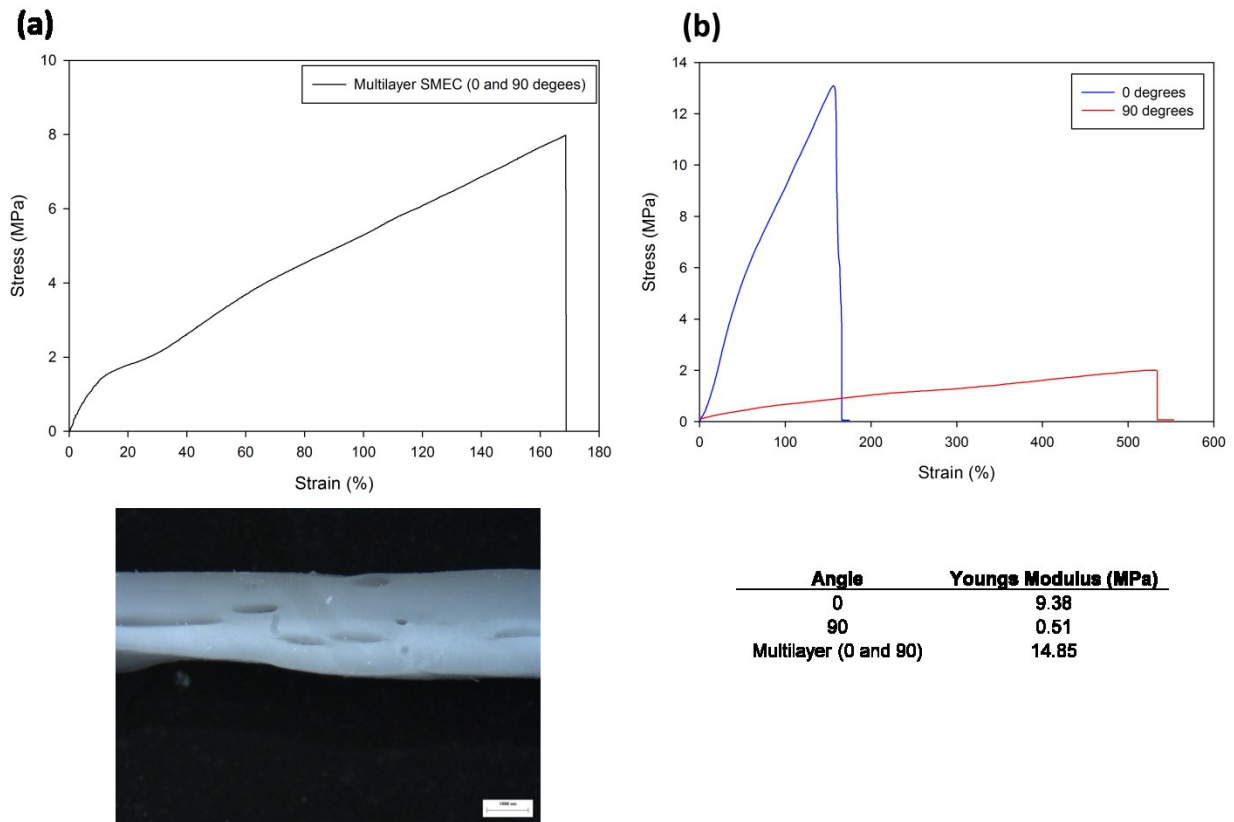 (a)
10
8
6
4
2
0
Stress (MPa)
Multilayer SMEC (0 and 90 degees)
0 20 40 60 80 100 120 140 160 180
Strain (%)
(b)
14
12
10
8
6
4
2
0
Stress (MPa)
0 degrees
90 degrees
0 100 200 300 400 500 600
Strain (%)
Angle Youngs Modulus (MPa)
0 9.38
90 0.51
Multilayer (0 and 90) 14.85